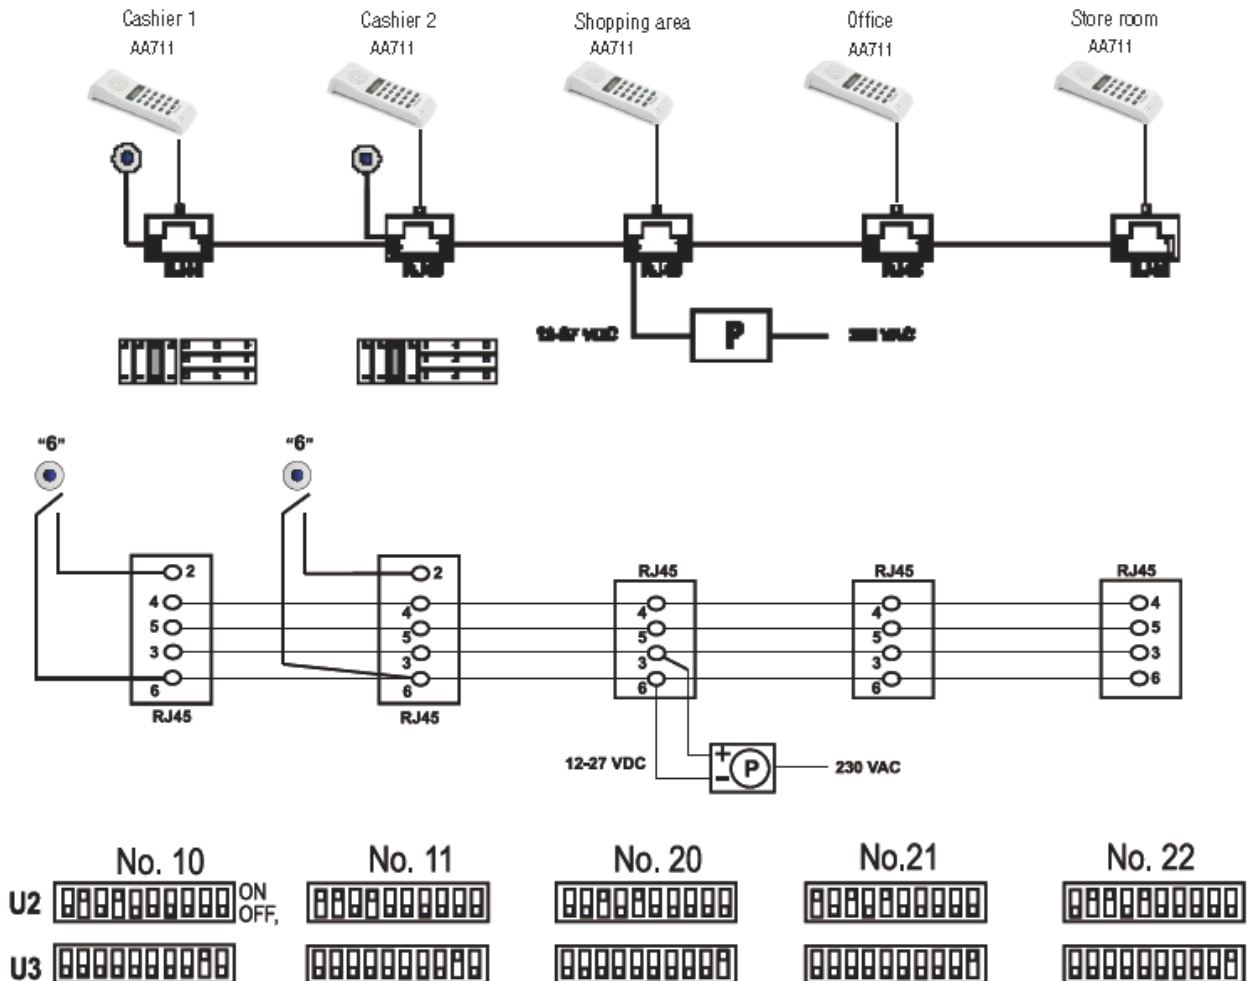 Cashier 1
AA711
Cashier 2
AA711
Shopping area
AA711
Office
AA711
Store room
AA711
P
"6"
"6"
2
4
5
3
6
RJ45
2
4
5
3
6
RJ45
RJ45
4
5
3
6
RJ45
4
5
3
6
RJ45
4
5
3
6
12-27 VDC
+
-
P
230 VAC
No. 10
No. 11
No. 20
No.21
No. 22
U2
ON
OFF,
U3